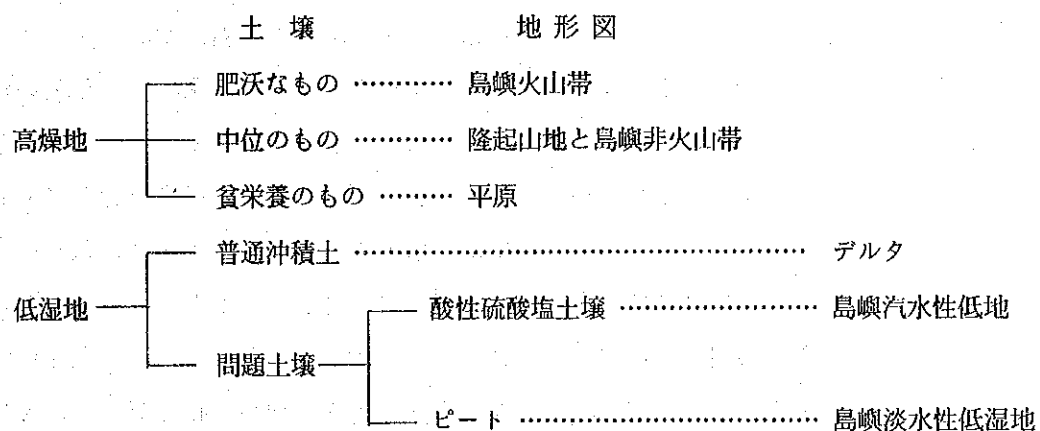 土壌 地形図
肥沃なもの ………… 島嶼火山帯
高燥地 中位のもの ………… 隆起山地と島嶼非火山帯
貧栄養のもの ……… 平原
普通沖積土 ……………………………………… デルタ
低湿地 酸性硫酸塩土壌 ………………… 島嶼汽水性低地
問題土壌
ピート ………………………… 島嶼淡水性低湿地